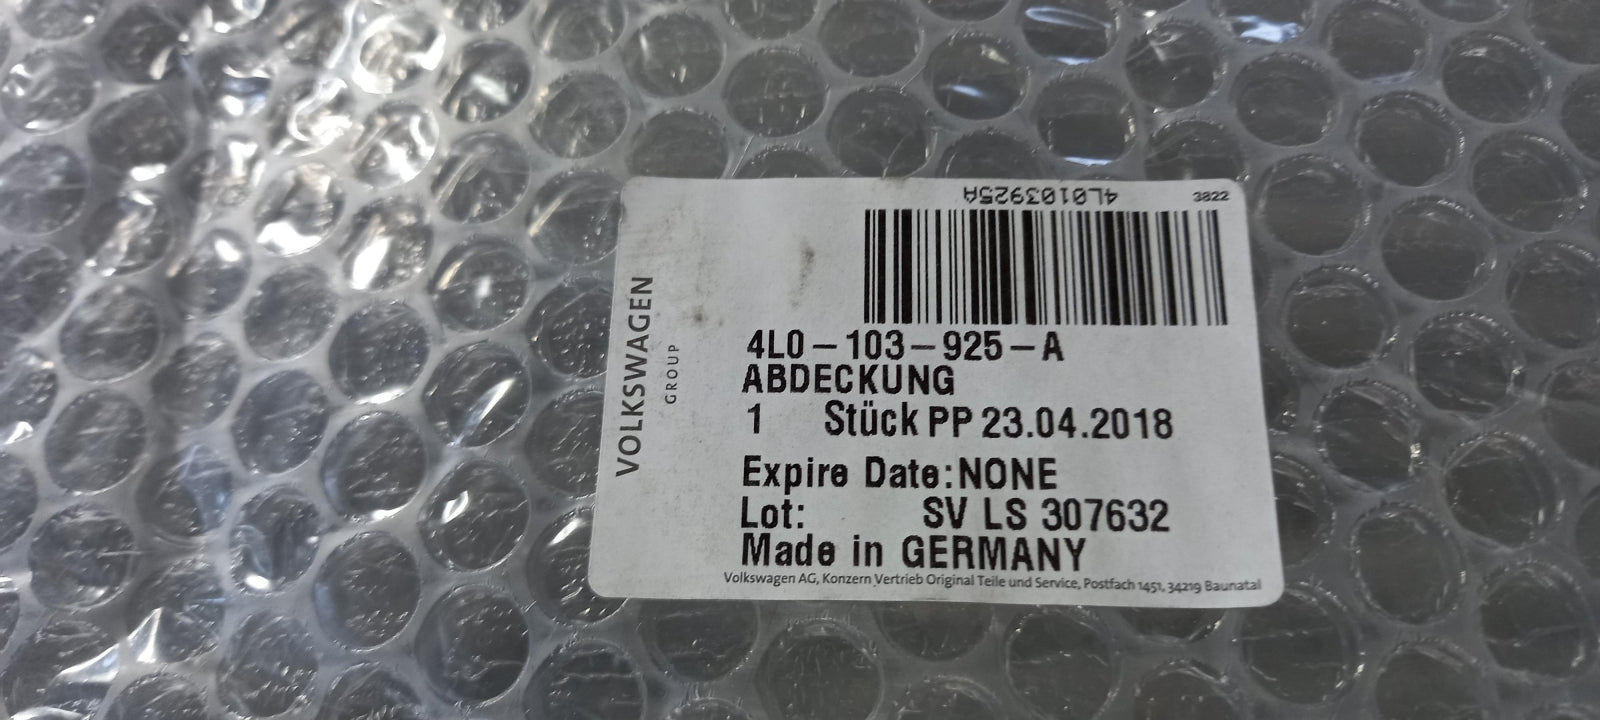 4L0103925A
3822
VOLKSWAGEN
GROUP
4L0-103-925-A
ABDECKUNG
1 Stück PP 23.04.2018
Expire Date:NONE
Lot: SV LS 307632
Made in GERMANY
Volkswagen AG, Konzern Vertrieb Original Teile und Service, Postfach 1451, 34219 Baunatal